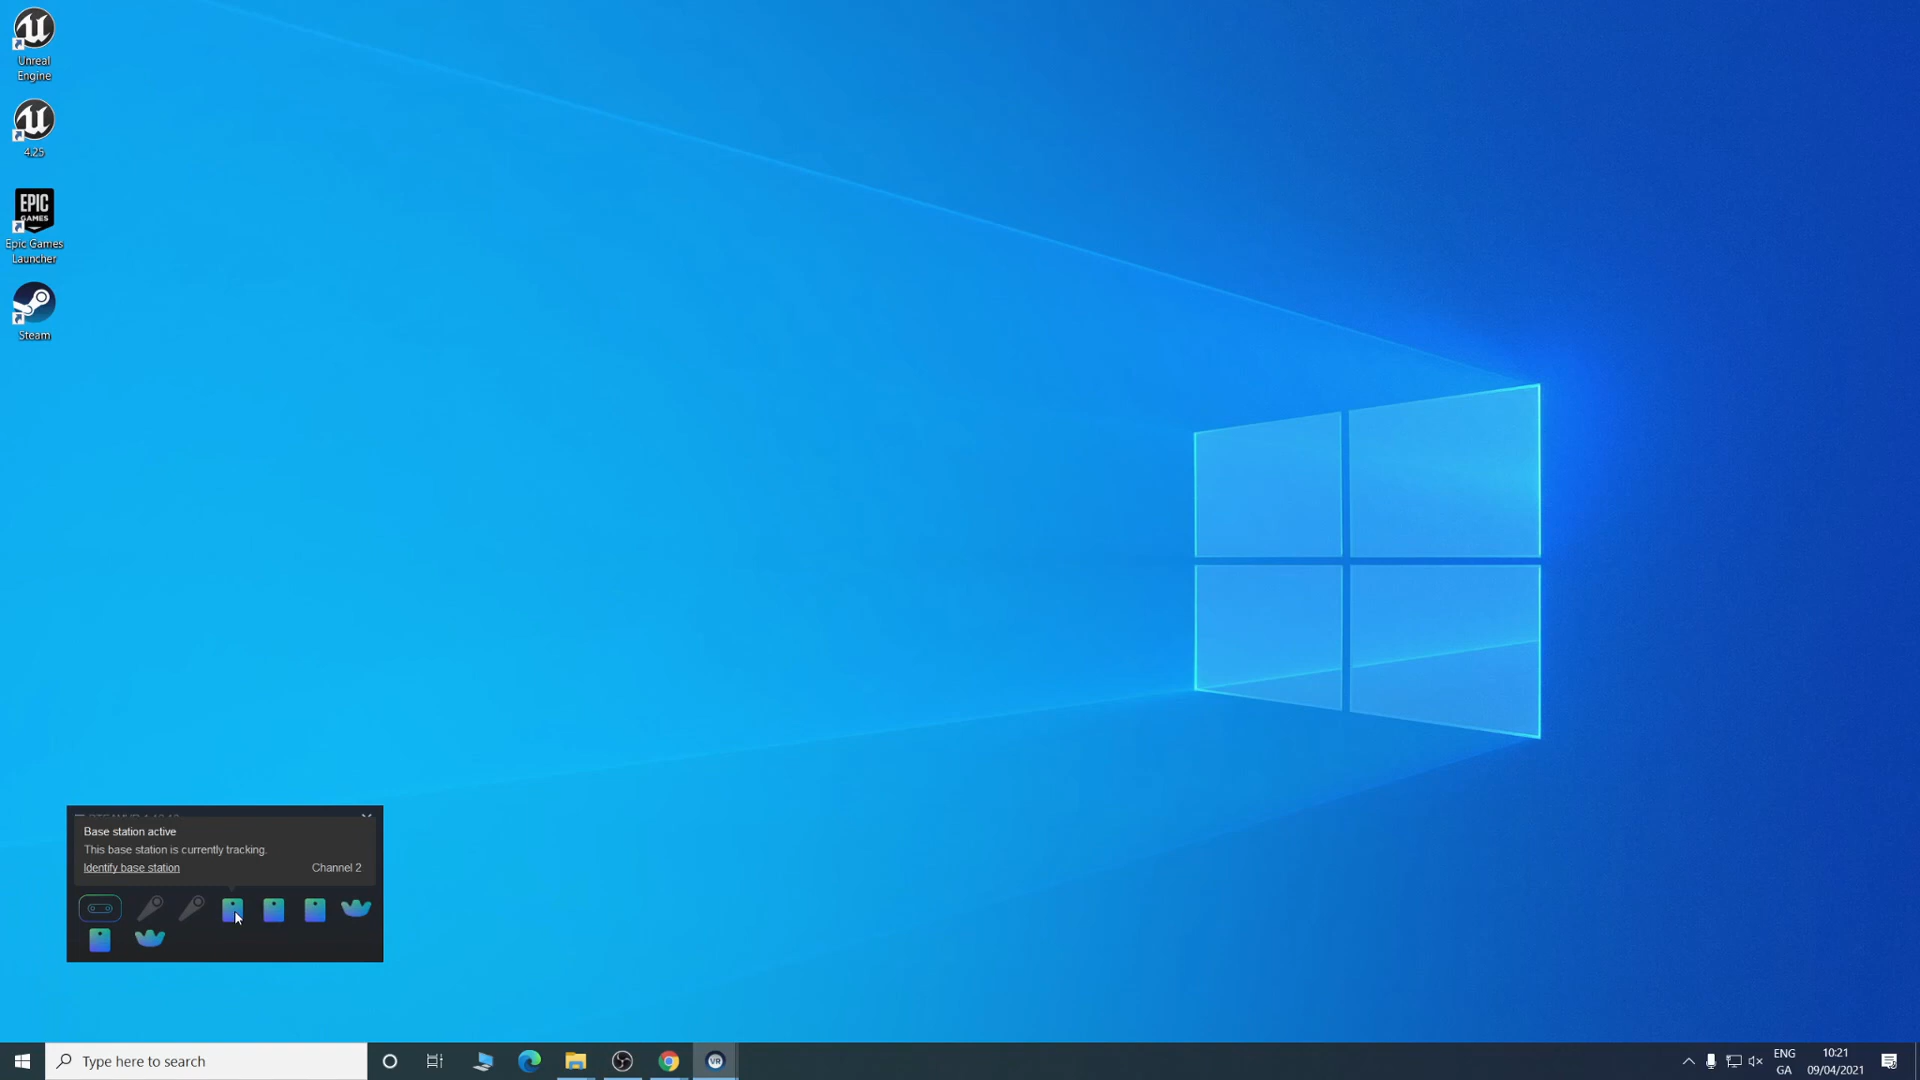 Unreal
Engine
4.25
EPIC
GAMES
Epic Games
Launcher
Steam
Base station active
This base station is currently tracking.
Identify base station
Channel 2
Type here to search
VR
ENG
GA
10:21
09/04/2021